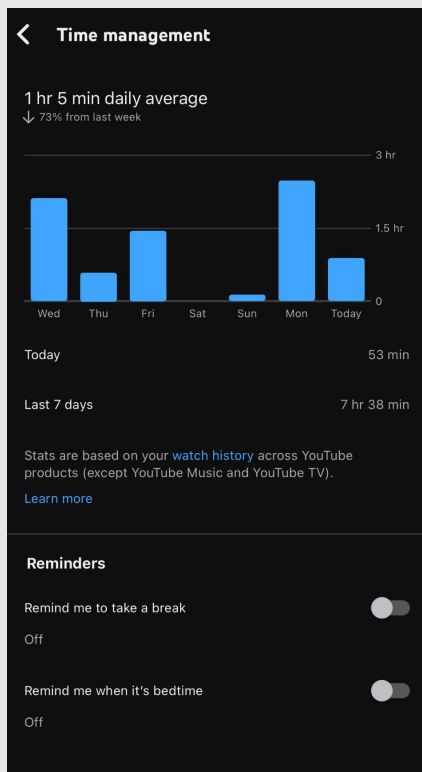 Time management
1 hr 5 min daily average
↓ 73% from last week
3 hr
1.5 hr
0
Wed Thu Fri Sat Sun Mon Today
Today 53 min
Last 7 days 7 hr 38 min
Stats are based on your watch history across YouTube
products (except YouTube Music and YouTube TV).
Learn more
Reminders
Remind me to take a break
Off
Remind me when it's bedtime
Off